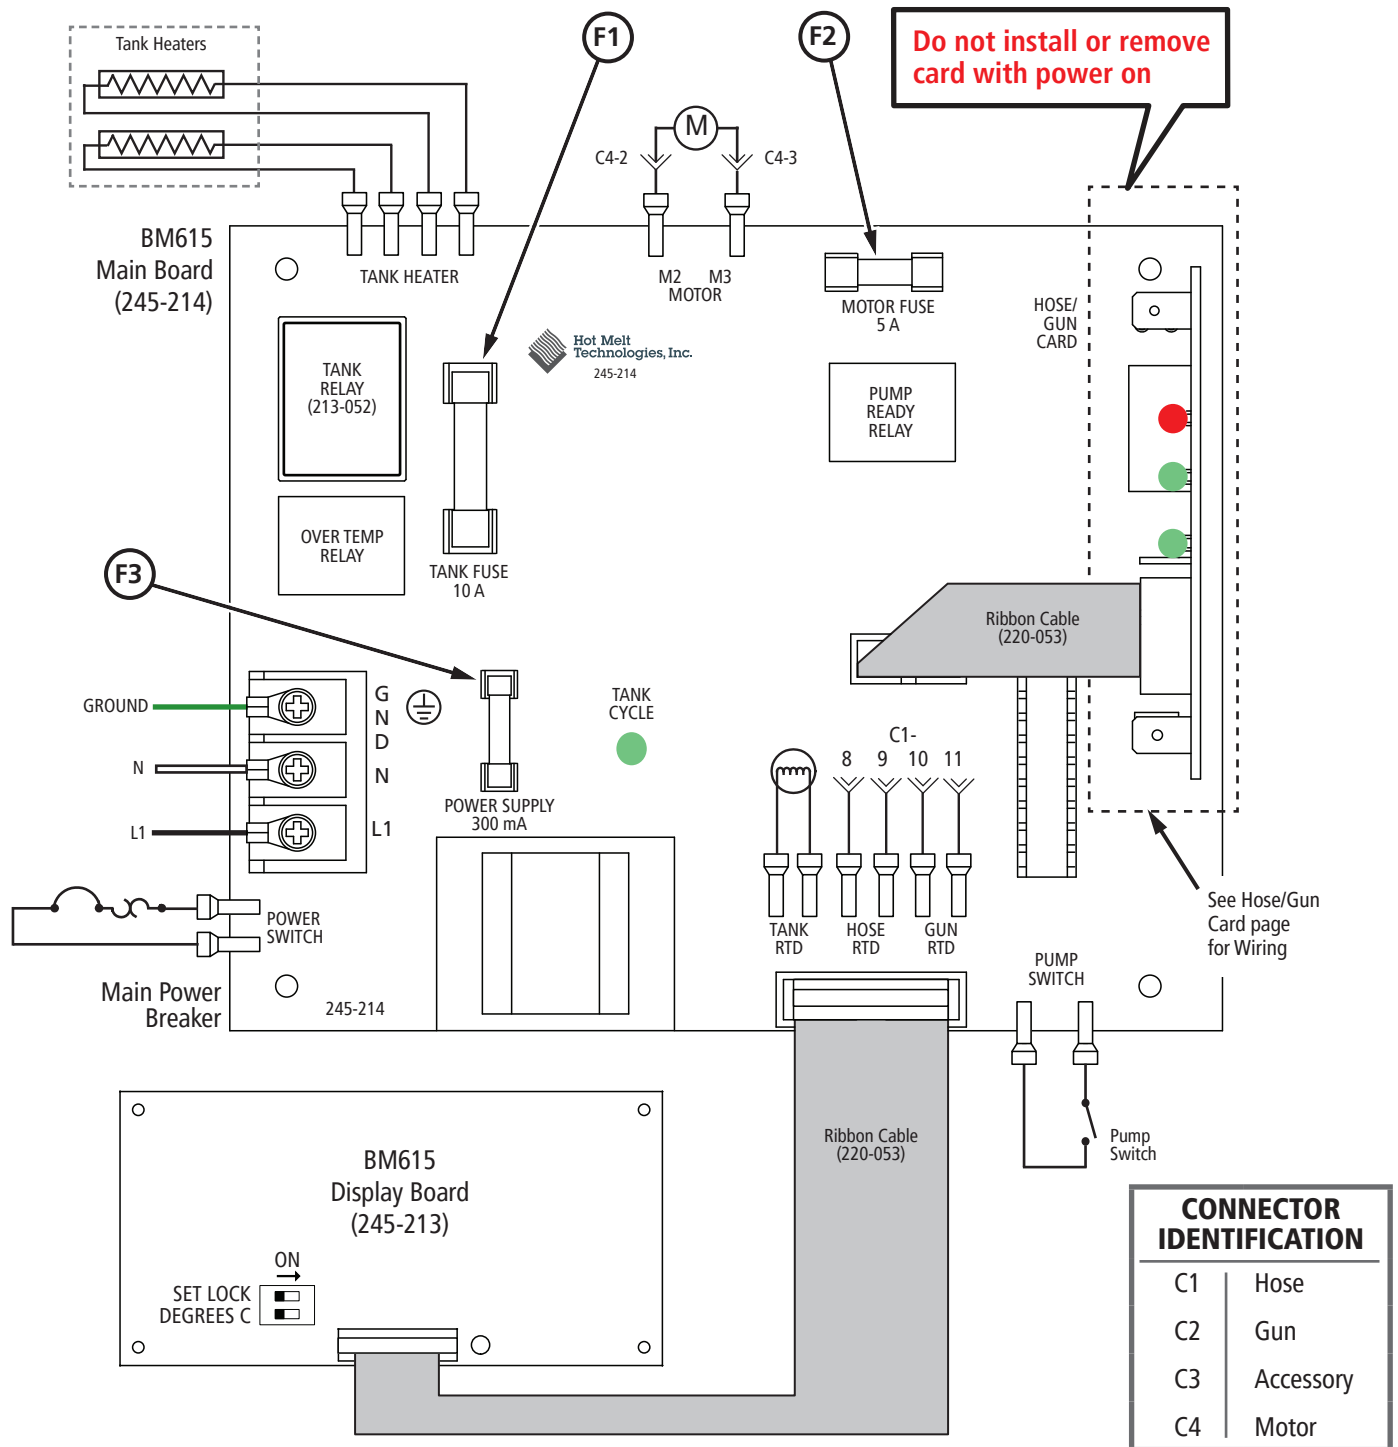 Tank Heaters
F1
F2
Do not install or remove
card with power on
M
C4-2
C4-3
BM615
Main Board
(245-214)
TANK HEATER
M2 M3
MOTOR
MOTOR FUSE
5 A
HOSE/
GUN
CARD
TANK
RELAY
(213-052)
Hot Melt
Technologies, Inc.
245-214
PUMP
READY
RELAY
OVER TEMP
RELAY
TANK FUSE
10 A
F3
Ribbon Cable
(220-053)
GROUND
G
N
D
N
N
L1
L1
TANK
CYCLE
POWER SUPPLY
300 mA
C1-
8 9 10 11
TANK
RTD
HOSE
RTD
GUN
RTD
See Hose/Gun
Card page
for Wiring
POWER
SWITCH
PUMP
SWITCH
Main Power
Breaker
245-214
Pump
Switch
Ribbon Cable
(220-053)
BM615
Display Board
(245-213)
ON
SET LOCK
DEGREES C
CONNECTOR
IDENTIFICATION
C1 Hose
C2 Gun
C3 Accessory
C4 Motor